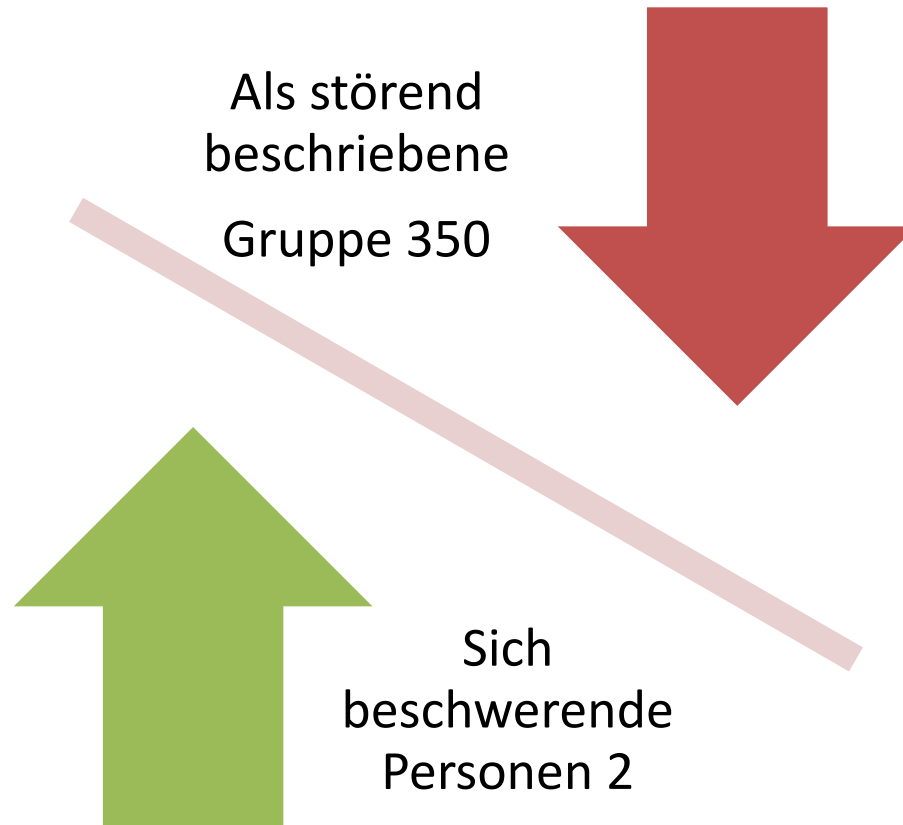 Als störend
beschriebene
Gruppe 350
Sich
beschwerende
Personen 2